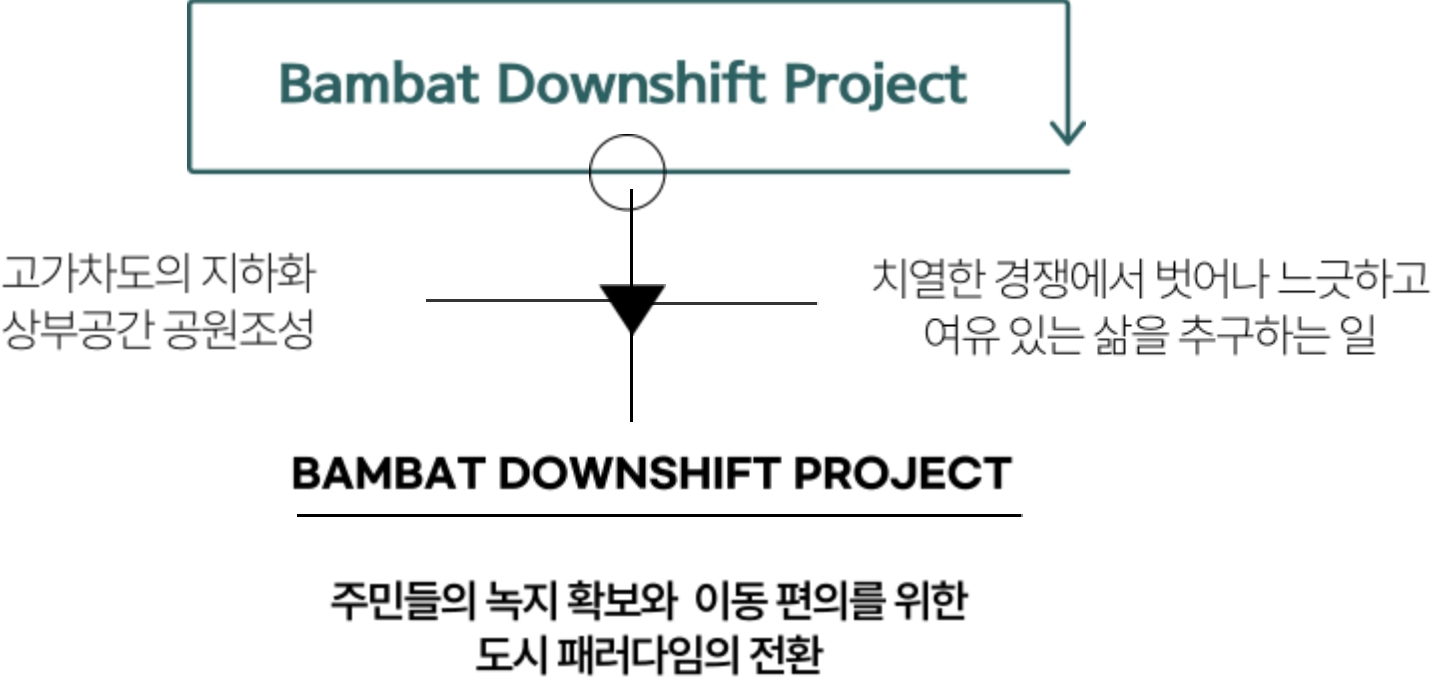 Bambat Downshift Project
고가차도의 지하화
상부공간 공원조성
치열한 경쟁에서 벗어나 느긋하고
여유 있는 삶을 추구하는 일
BAMBAT DOWNSHIFT PROJECT
주민들의 녹지 확보와 이동 편의를 위한
도시 패러다임의 전환